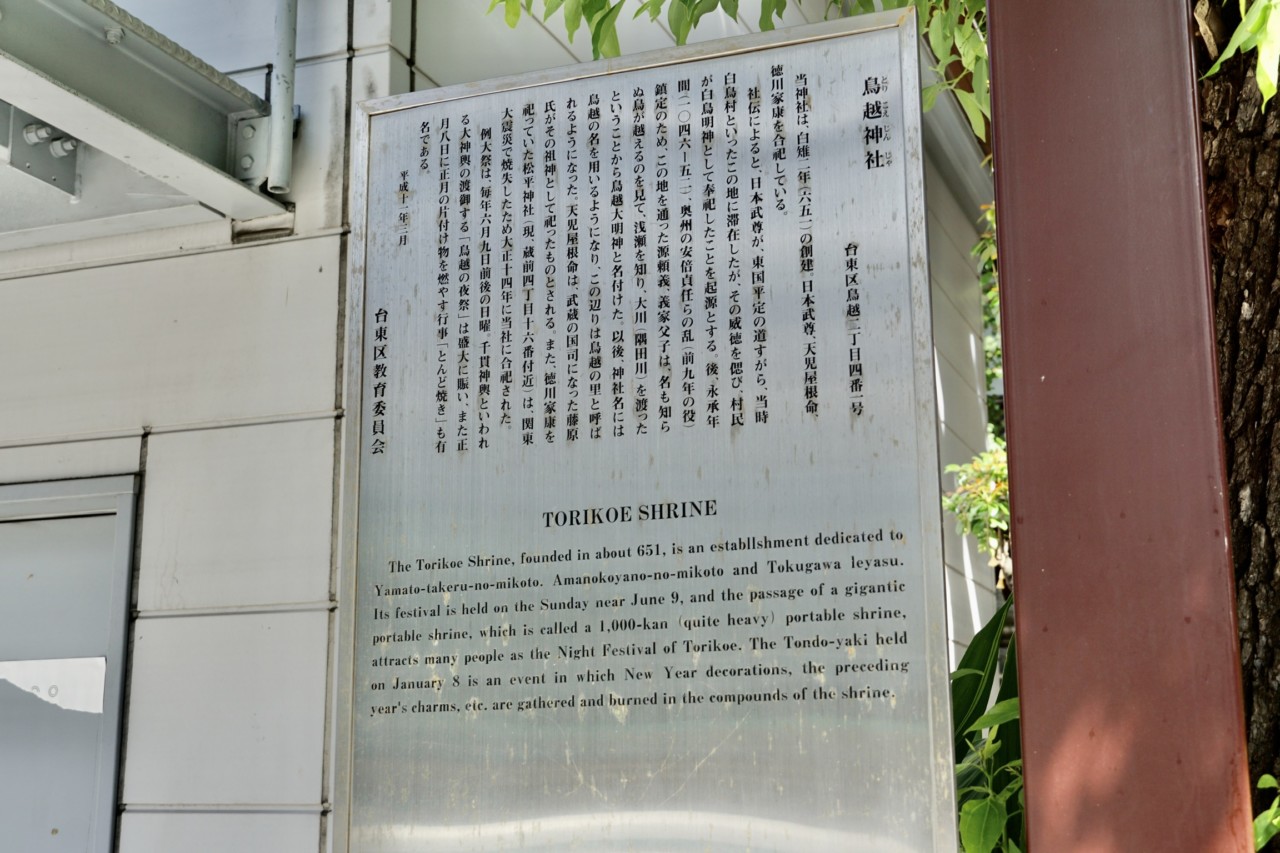 鳥越神社
とりこえじんじゃ
台東区鳥越二丁目四番一号
当神社は、白雉二年(六五一)の創建。日本武尊、天児屋根命、
徳川家康を合祀している。
社伝によると、日本武尊が、東国平定の道すがら、当時
白鳥村といったこの地に滞在したが、その威徳を偲び、村民
が白鳥明神として奉祀したことを起源とする。後、永承年
間(一〇四六ー五二)、奥州の安倍貞任らの乱(前九年の役)
鎮定のため、この地を通った源頼義、義家父子は、名も知ら
ぬ鳥が越えるのを見て、浅瀬を知り、大川(隅田川)を渡った
ということから鳥越大明神と名付けた。以後、神社名には
鳥越の名を用いるようになり、この辺りは鳥越の里と呼ば
れるようになった。天児屋根命は、武蔵の国司になった藤原
氏がその祖神として祀ったものとされる。また、徳川家康を
祀っていた松平神社(現、蔵前四丁目十六番付近)は、関東
大震災で焼失したため大正十四年に当社に合祀された。
例大祭は、毎年六月九日前後の日曜。千貫神輿といわれ
る大神輿の渡御する「鳥越の夜祭」は盛大に賑い、また正
月八日に正月の片付け物を燃やす行事「とんど焼き」も有
名である。
平成十一年三月
台東区教育委員会
TORIKOE SHRINE
The Torikoe Shrine, founded in about 651, is an establlshment dedicated to
Yamato-takeru-no-mikoto. Amanokoyano-no-mikoto and Tokugawa leyasu.
Its festival is held on the Sunday near June 9, and the passage of a gigantic
portable shrine, which is called a 1,000-kan (quite heavy) portable shrine,
attracts many people as the Night Festival of Torikoe. The Tondo-yaki held
on January 8 is an event in which New Year decorations, the preceding
year's charms, etc. are gathered and burned in the compounds of the shrine.